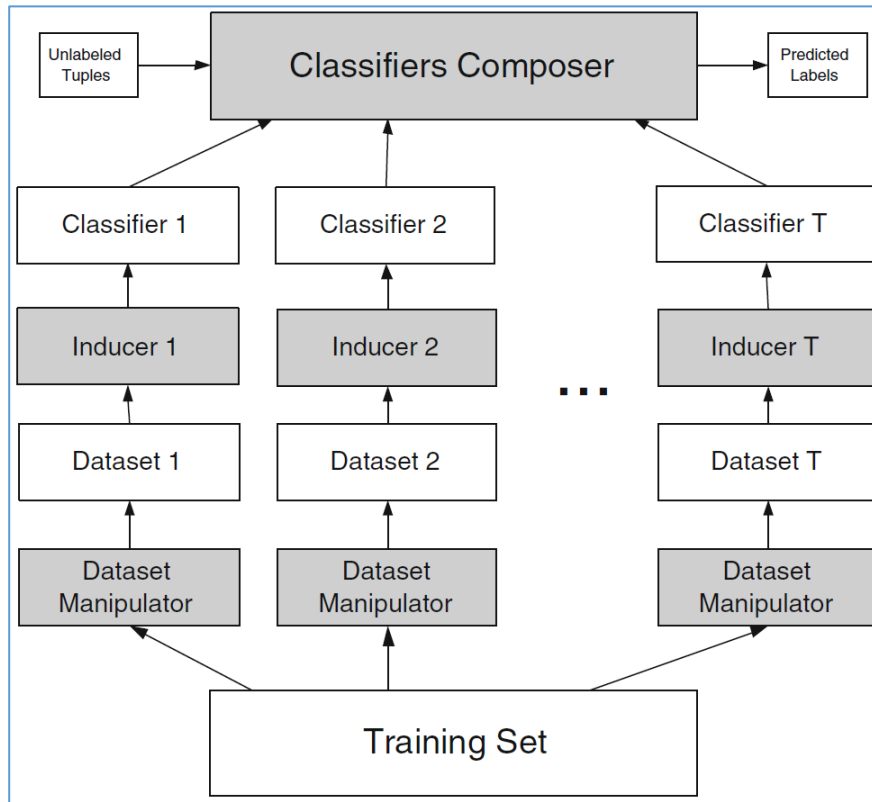 Unlabeled
Tuples
Classifiers Composer
Predicted
Labels
Classifier 1
Classifier 2
Classifier T
Inducer 1
Inducer 2
...
Inducer T
Dataset 1
Dataset 2
Dataset T
Dataset
Manipulator
Dataset
Manipulator
Dataset
Manipulator
Training Set